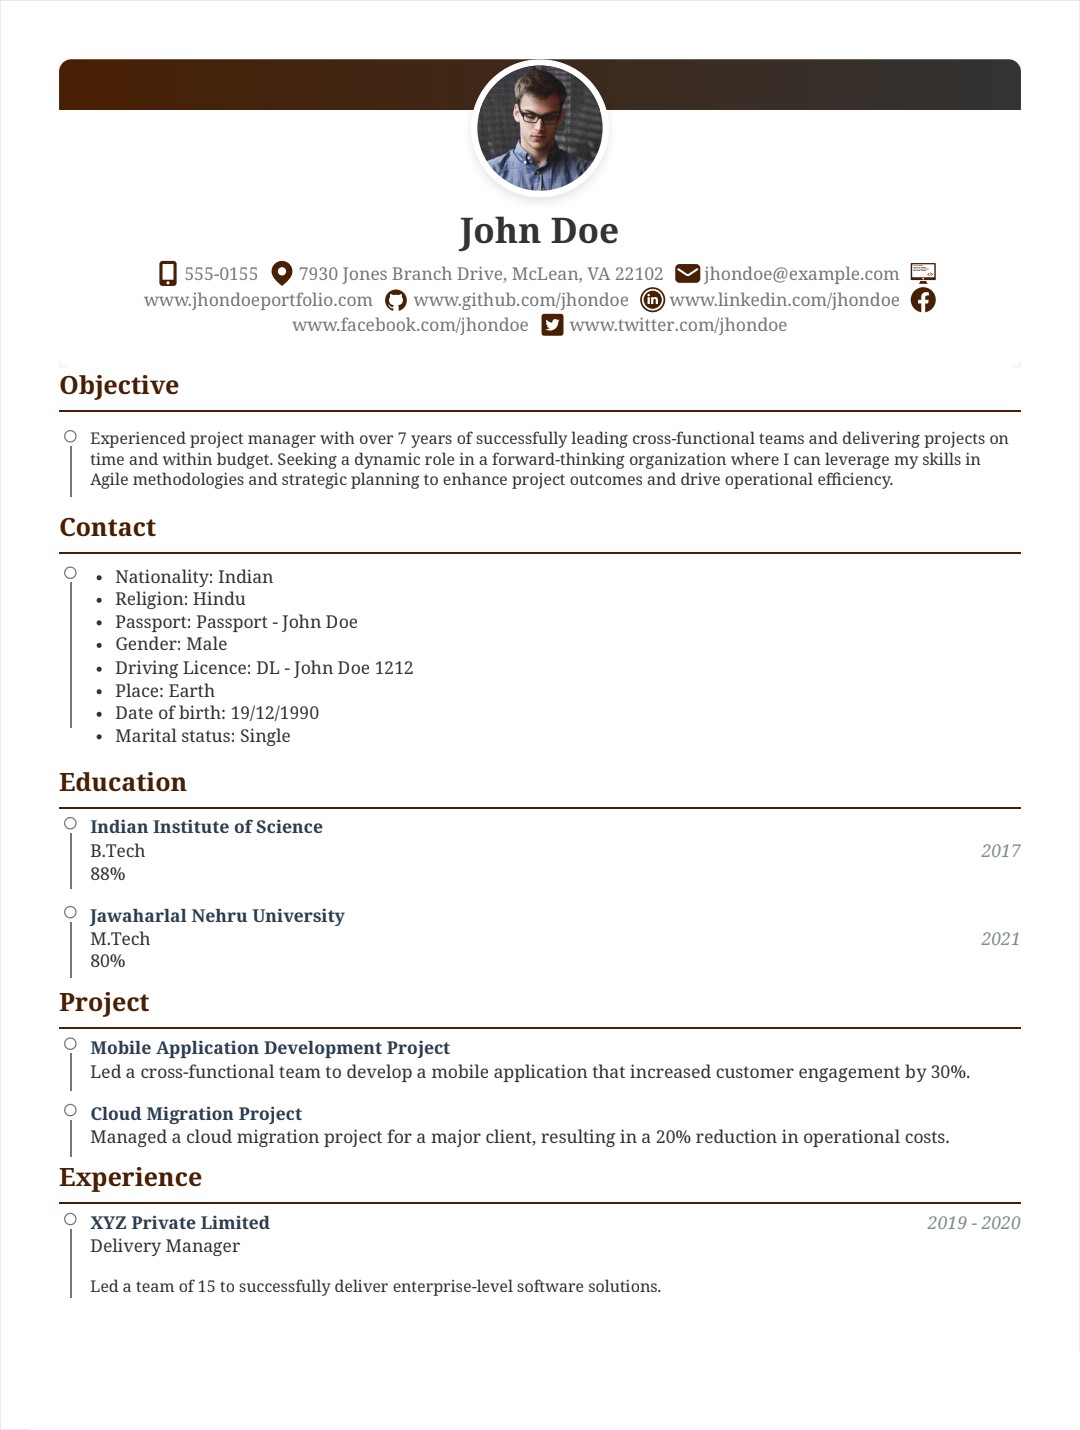 John Doe
555-0155 7930 Jones Branch Drive, McLean, VA 22102 jhondoe@example.com
www.jhondoeportfolio.com www.github.com/jhondoe www.linkedin.com/jhondoe
www.facebook.com/jhondoe www.twitter.com/jhondoe
Objective
Experienced project manager with over 7 years of successfully leading cross-functional teams and delivering projects on
time and within budget. Seeking a dynamic role in a forward-thinking organization where I can leverage my skills in
Agile methodologies and strategic planning to enhance project outcomes and drive operational efficiency.
Contact
• Nationality: Indian
• Religion: Hindu
• Passport: Passport - John Doe
• Gender: Male
• Driving Licence: DL - John Doe 1212
• Place: Earth
• Date of birth: 19/12/1990
• Marital status: Single
Education
Indian Institute of Science
B.Tech 2017
88%
Jawaharlal Nehru University
M.Tech 2021
80%
Project
Mobile Application Development Project
Led a cross-functional team to develop a mobile application that increased customer engagement by 30%.
Cloud Migration Project
Managed a cloud migration project for a major client, resulting in a 20% reduction in operational costs.
Experience
XYZ Private Limited 2019 - 2020
Delivery Manager
Led a team of 15 to successfully deliver enterprise-level software solutions.